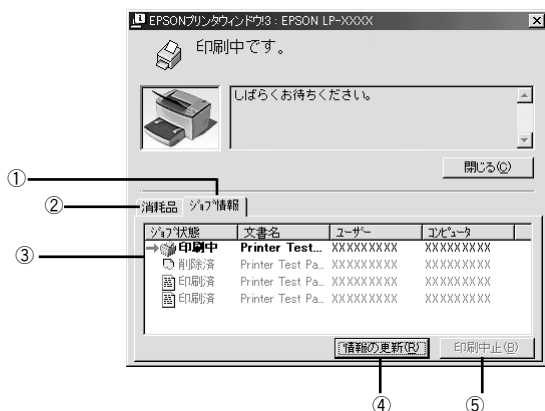 EPSONプリンタウィンドウ!3 : EPSON LP-XXXX
印刷中です。
しばらくお待ちください。
閉じる(C)
①
②
消耗品 ジョブ情報
③
ジョブ状態 文書名 ユーザー コンピュータ
印刷中 Printer Test... XXXXXXXXX XXXXXXXXX
削除済 Printer Test Pa... XXXXXXXXX XXXXXXXXX
印刷済 Printer Test Pa... XXXXXXXXX XXXXXXXXX
印刷済 Printer Test Pa... XXXXXXXXX XXXXXXXXX
情報の更新(R) 印刷中止(B)
④ ⑤